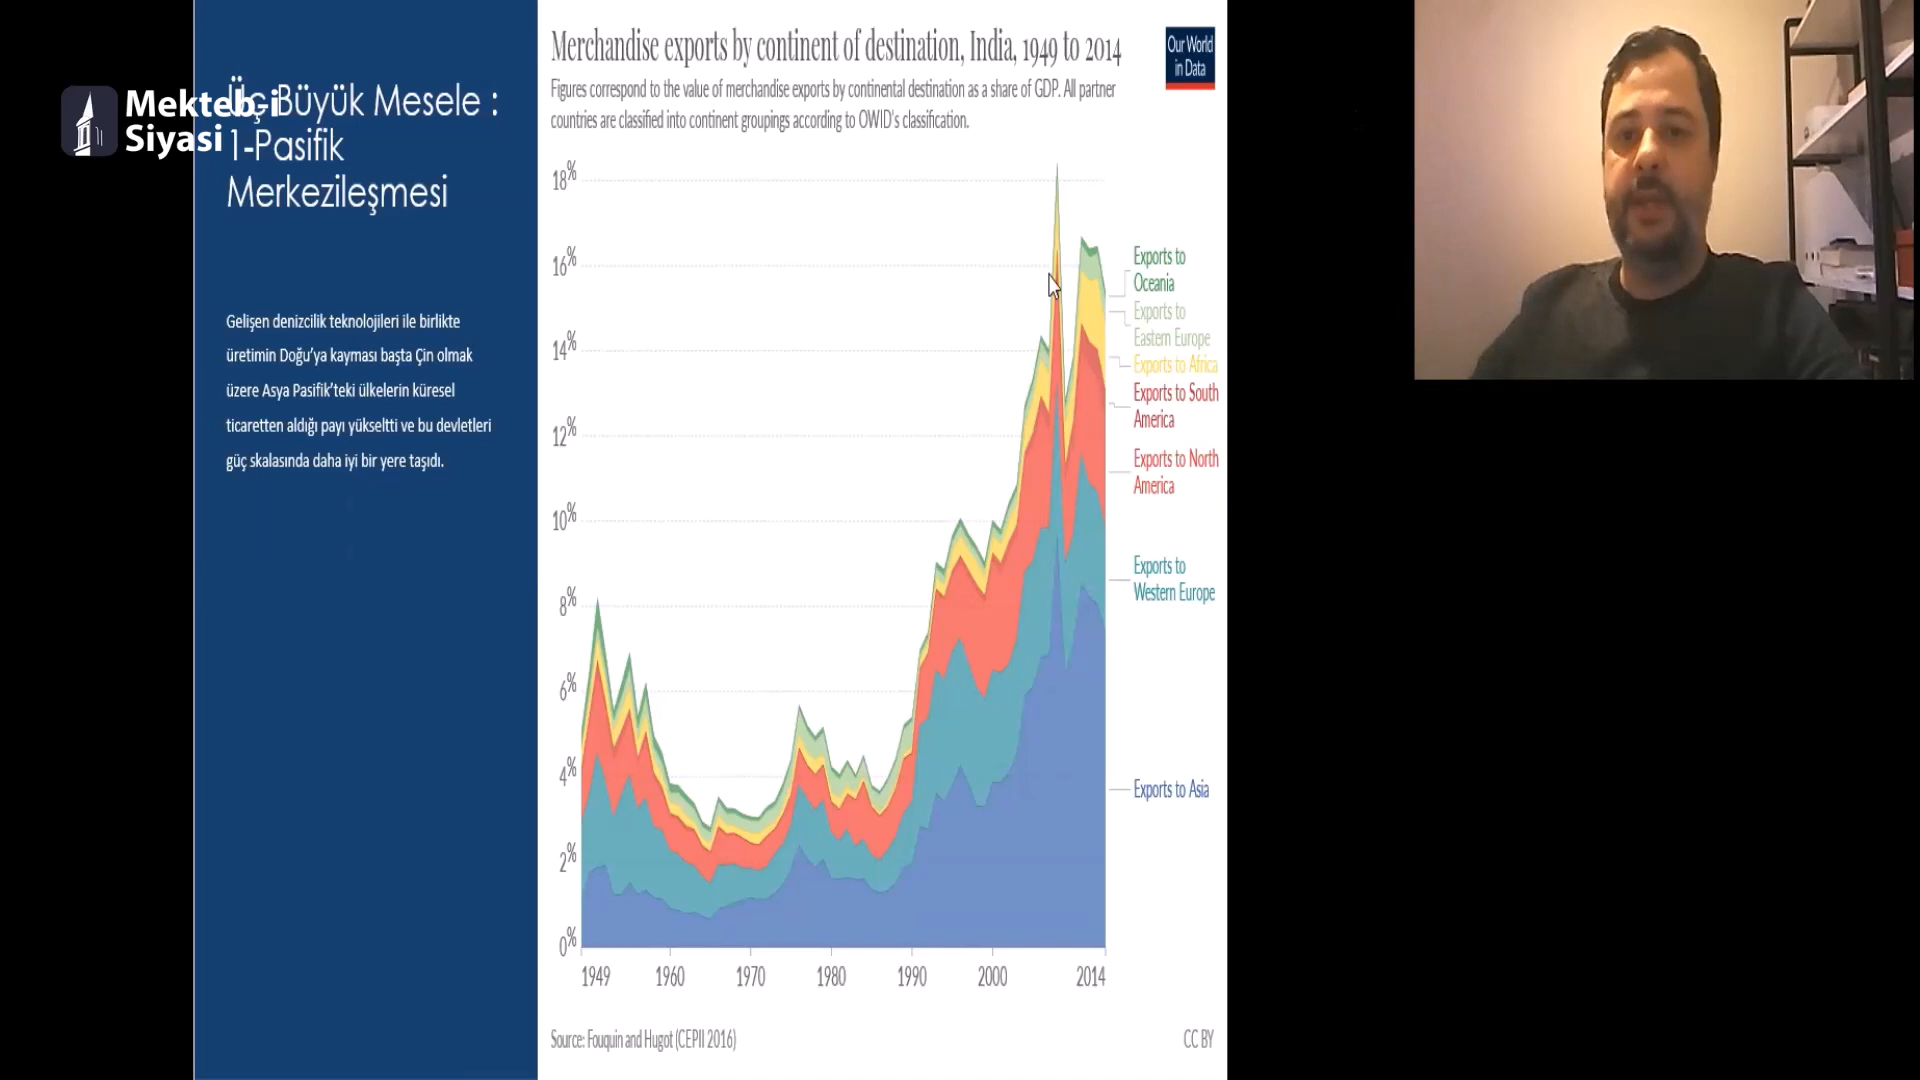 Mekteb-i
Siyasi
Üç Büyük Mesele :
1-Pasifik
Merkezileşmesi
Gelişen denizcilik teknolojileri ile birlikte
üretimin Doğu'ya kayması başta Çin olmak
üzere Asya Pasifik'teki ülkelerin küresel
ticaretten aldığı payı yükseltti ve bu devletleri
güç skalasında daha iyi bir yere taşıdı.
Merchandise exports by continent of destination, India, 1949 to 2014
Figures correspond to the value of merchandise exports by continental destination as a share of GDP. All partner
countries are classified into continent groupings according to OWID's classification.
Our World
in Data
18%
16%
14%
12%
10%
8%
6%
4%
2%
0%
1949 1960 1970 1980 1990 2000 2014
Exports to
Oceania
Exports to
Eastern Europe
Exports to Africa
Exports to South
America
Exports to North
America
Exports to
Western Europe
Exports to Asia
Source: Fouquin and Hugot (CEPII 2016)
CC BY